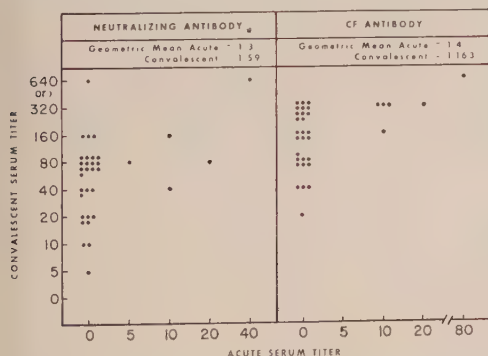 NEUTRALIZING ANTIBODY
CF ANTIBODY
Geometric Mean Acute - 1 3
Convalescent 1 59
Geometric Mean Acute - 1 4
Convalescent - 1 163
CONVALESCENT SERUM TITER
640
or >
320
160
80
40
20
10
5
0
0 5 10 20 40
0 5 10 20 80
ACUTE SERUM TITER